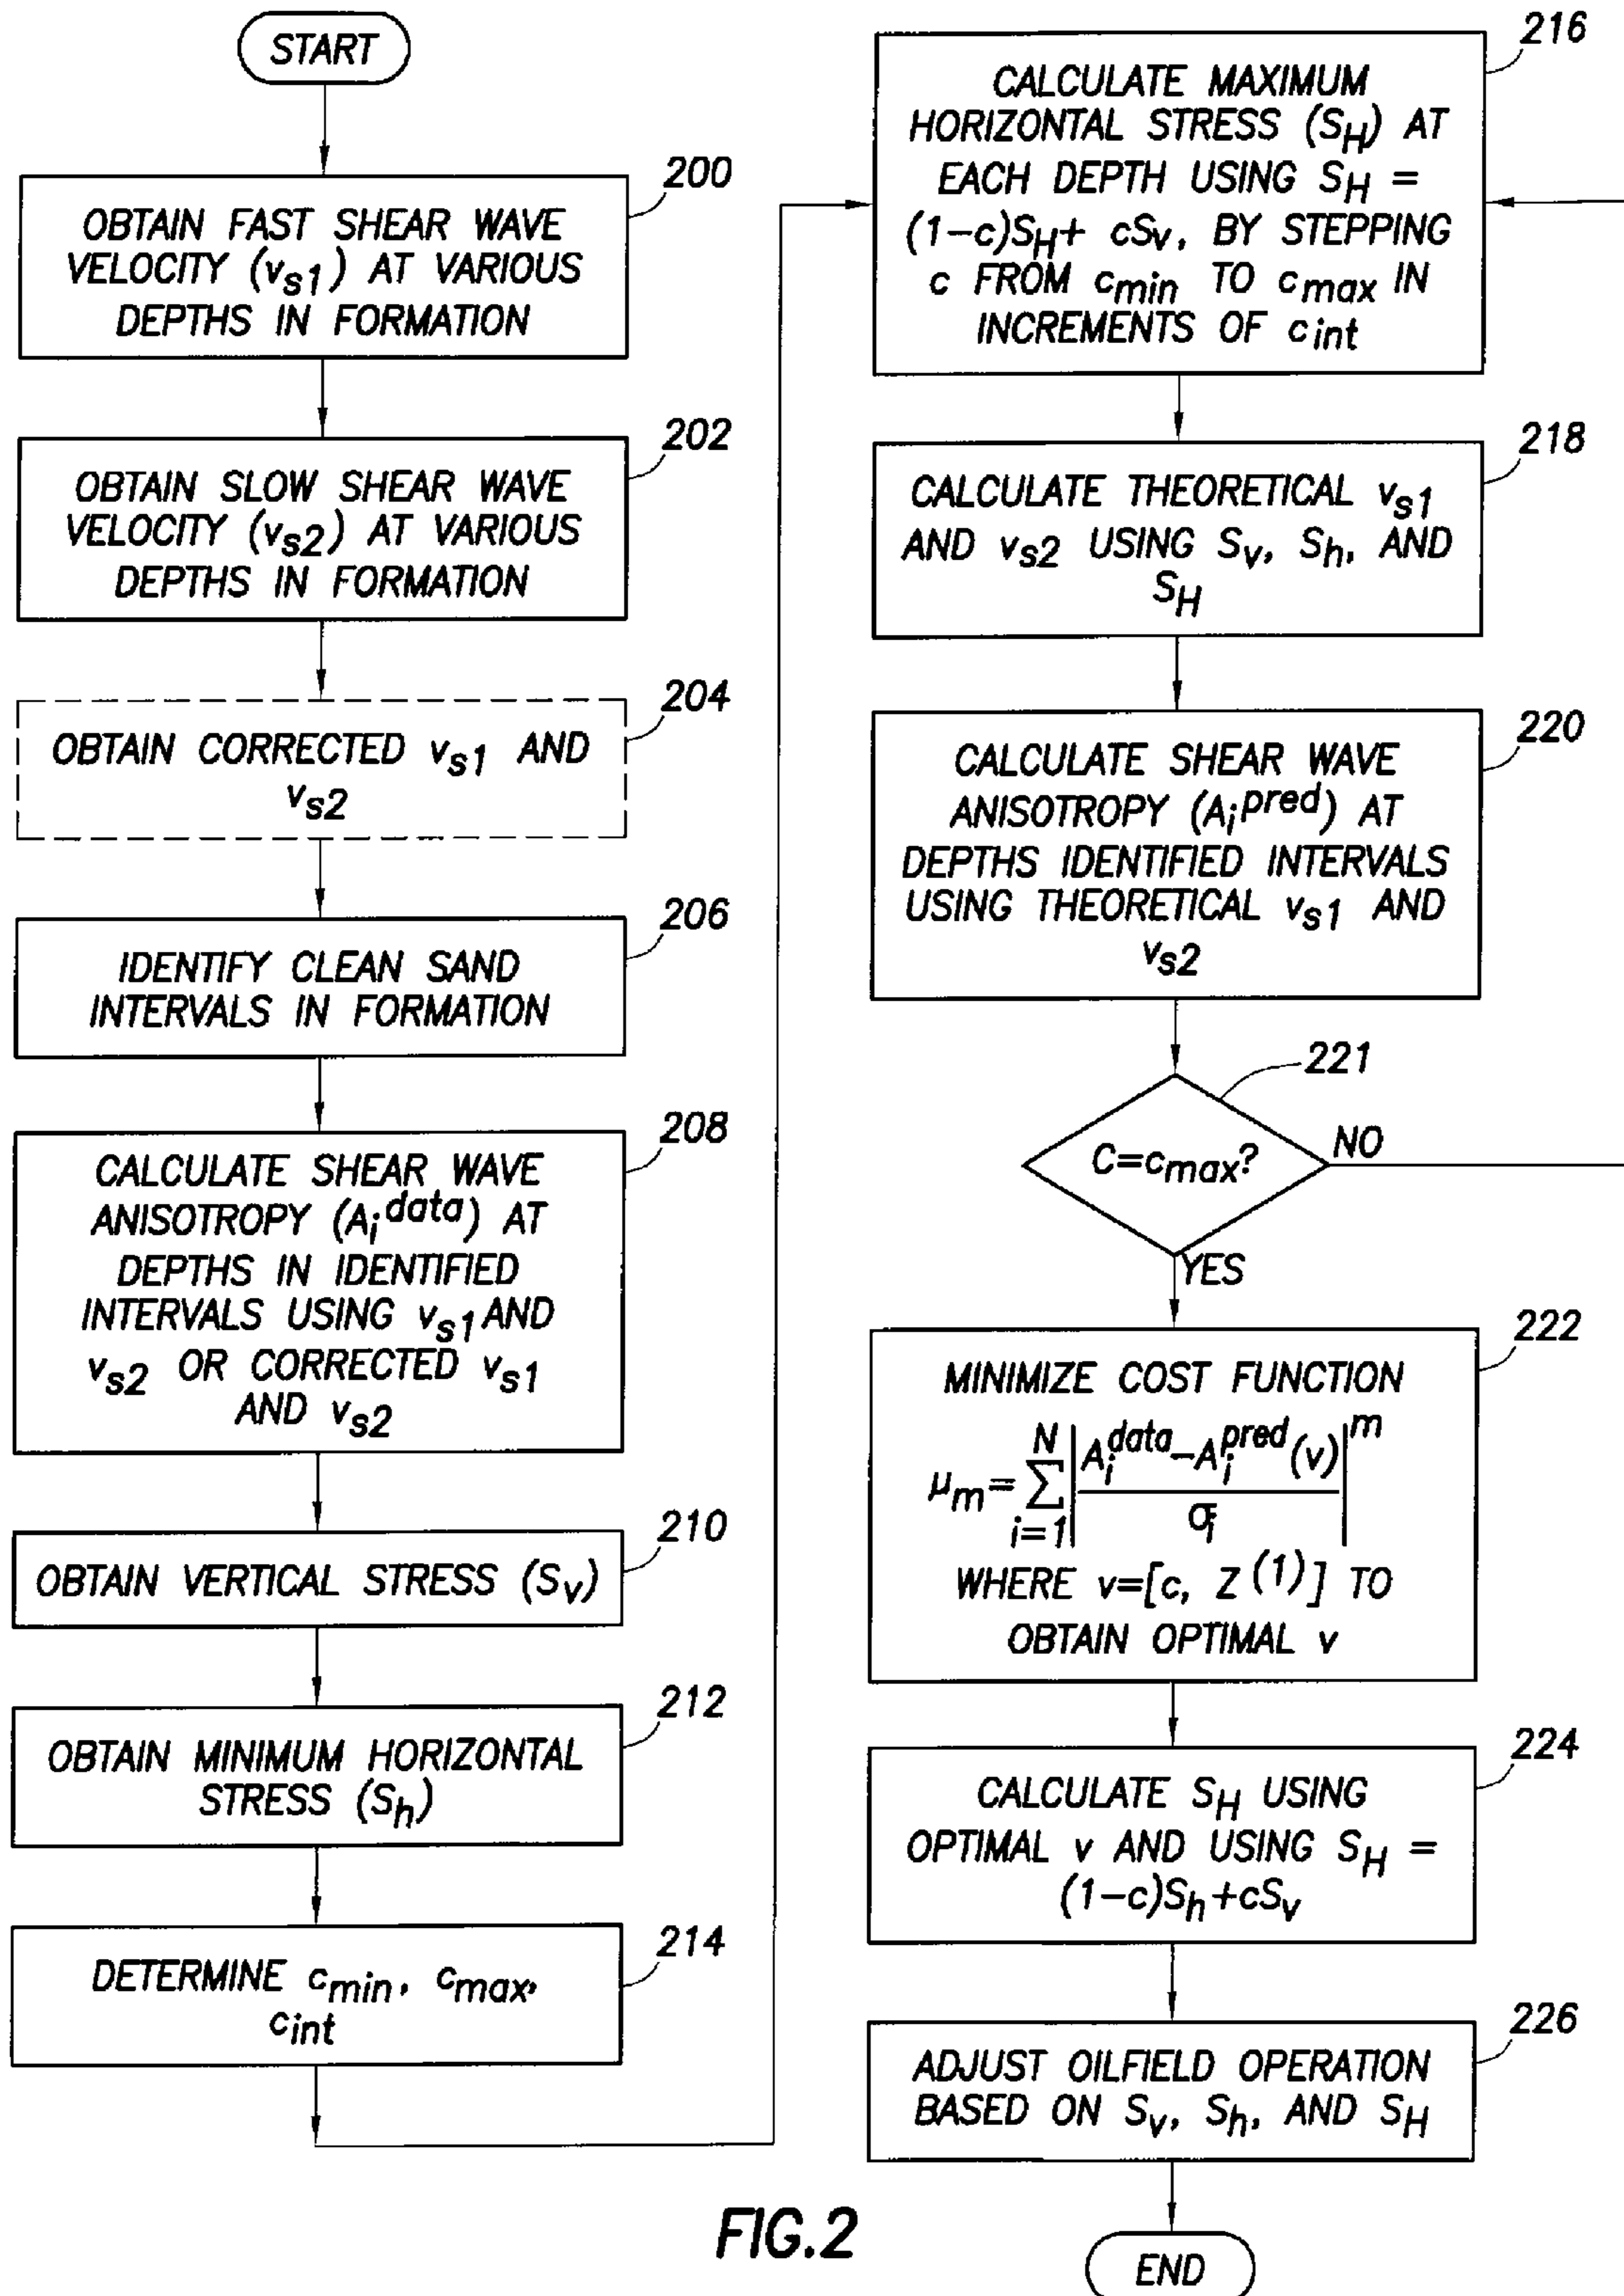 START
200
OBTAIN FAST SHEAR WAVE
VELOCITY (vs1) AT VARIOUS
DEPTHS IN FORMATION
202
OBTAIN SLOW SHEAR WAVE
VELOCITY (vs2) AT VARIOUS
DEPTHS IN FORMATION
204
OBTAIN CORRECTED vs1 AND
vs2
206
IDENTIFY CLEAN SAND
INTERVALS IN FORMATION
208
CALCULATE SHEAR WAVE
ANISOTROPY (Ai^data) AT
DEPTHS IN IDENTIFIED
INTERVALS USING vs1 AND
vs2 OR CORRECTED vs1
AND vs2
210
OBTAIN VERTICAL STRESS (Sv)
212
OBTAIN MINIMUM HORIZONTAL
STRESS (Sh)
214
DETERMINE cmin, cmax,
cint
216
CALCULATE MAXIMUM
HORIZONTAL STRESS (SH) AT
EACH DEPTH USING SH =
(1-c)SH+ cSv, BY STEPPING
c FROM cmin TO cmax IN
INCREMENTS OF cint
218
CALCULATE THEORETICAL vs1
AND vs2 USING Sv, Sh, AND
SH
220
CALCULATE SHEAR WAVE
ANISOTROPY (Ai^pred) AT
DEPTHS IDENTIFIED INTERVALS
USING THEORETICAL vs1 AND
vs2
221
C=cmax?
NO
YES
222
MINIMIZE COST FUNCTION
μm = Σ_{i=1}^{N} |(Ai^data - Ai^pred(v))/σi|^m
WHERE v=[c, Z^(1)] TO
OBTAIN OPTIMAL v
224
CALCULATE SH USING
OPTIMAL v AND USING SH =
(1-c)Sh+cSv
226
ADJUST OILFIELD OPERATION
BASED ON Sv, Sh, AND SH
END
FIG.2